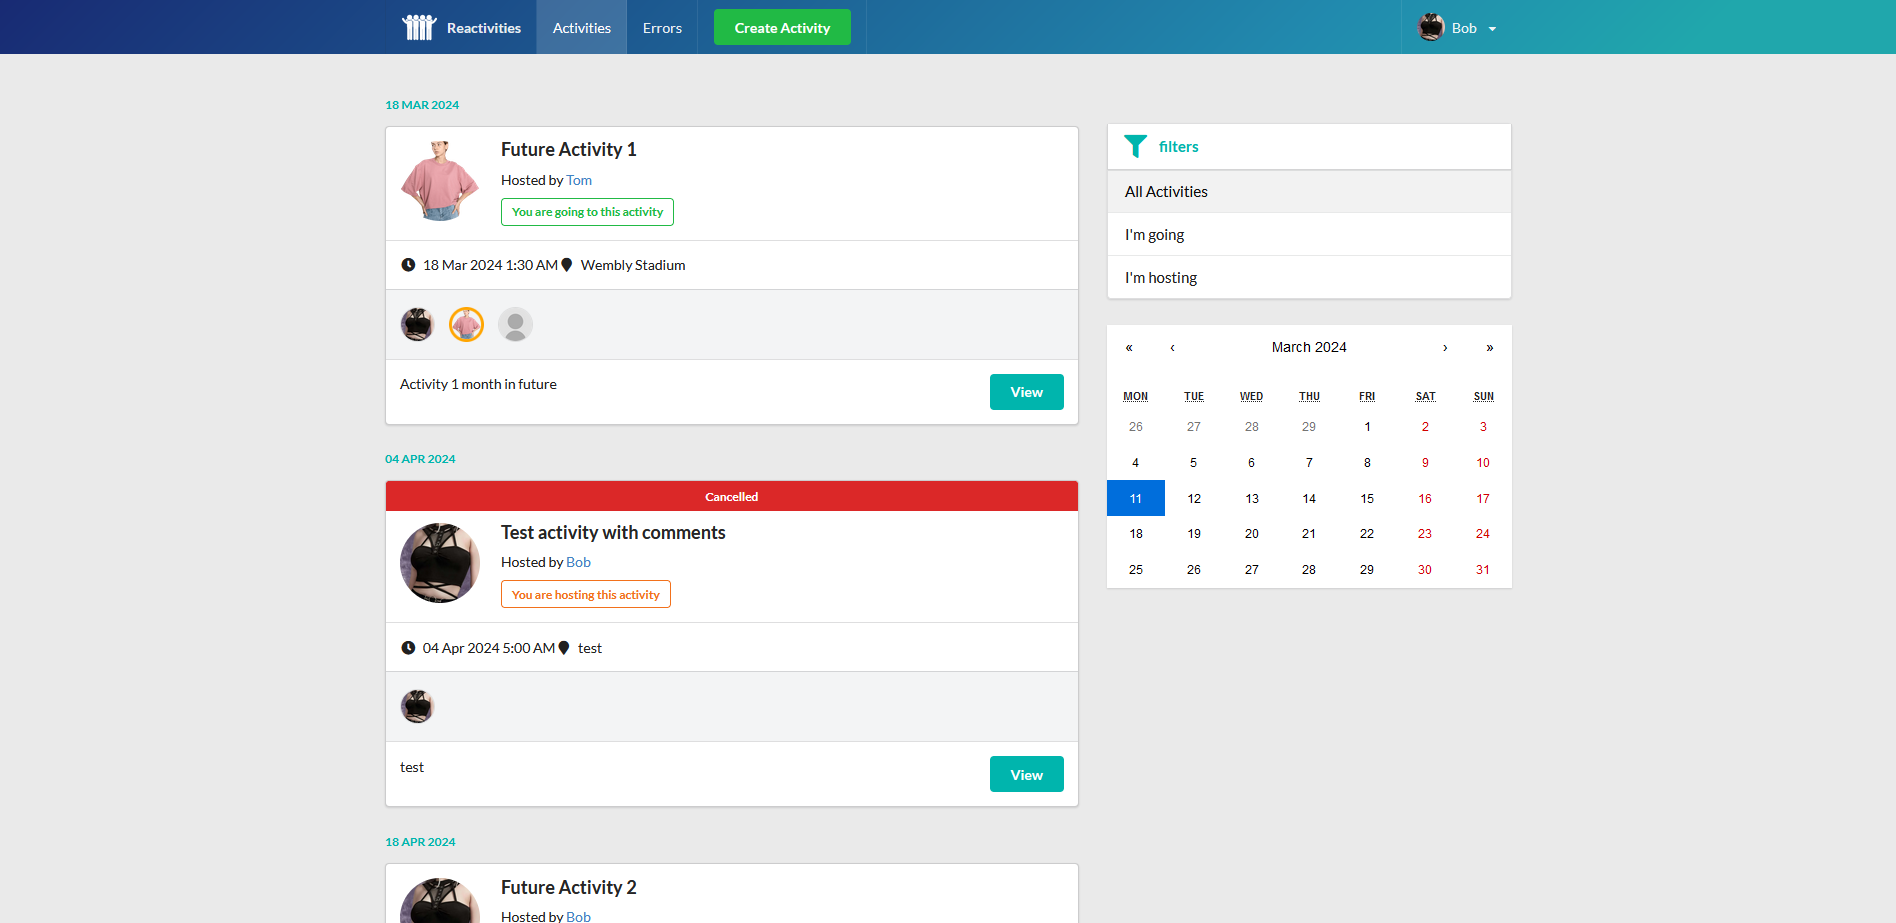 Reactivities
Activities
Errors
Create Activity
Bob
18 MAR 2024
Future Activity 1
Hosted by Tom
You are going to this activity
18 Mar 2024 1:30 AM Wembly Stadium
Activity 1 month in future
View
04 APR 2024
Cancelled
Test activity with comments
Hosted by Bob
You are hosting this activity
04 Apr 2024 5:00 AM test
test
View
18 APR 2024
Future Activity 2
Hosted by Bob
filters
All Activities
I'm going
I'm hosting
« ‹ March 2024 › »
MON TUE WED THU FRI SAT SUN
26 27 28 29 1 2 3
4 5 6 7 8 9 10
11 12 13 14 15 16 17
18 19 20 21 22 23 24
25 26 27 28 29 30 31